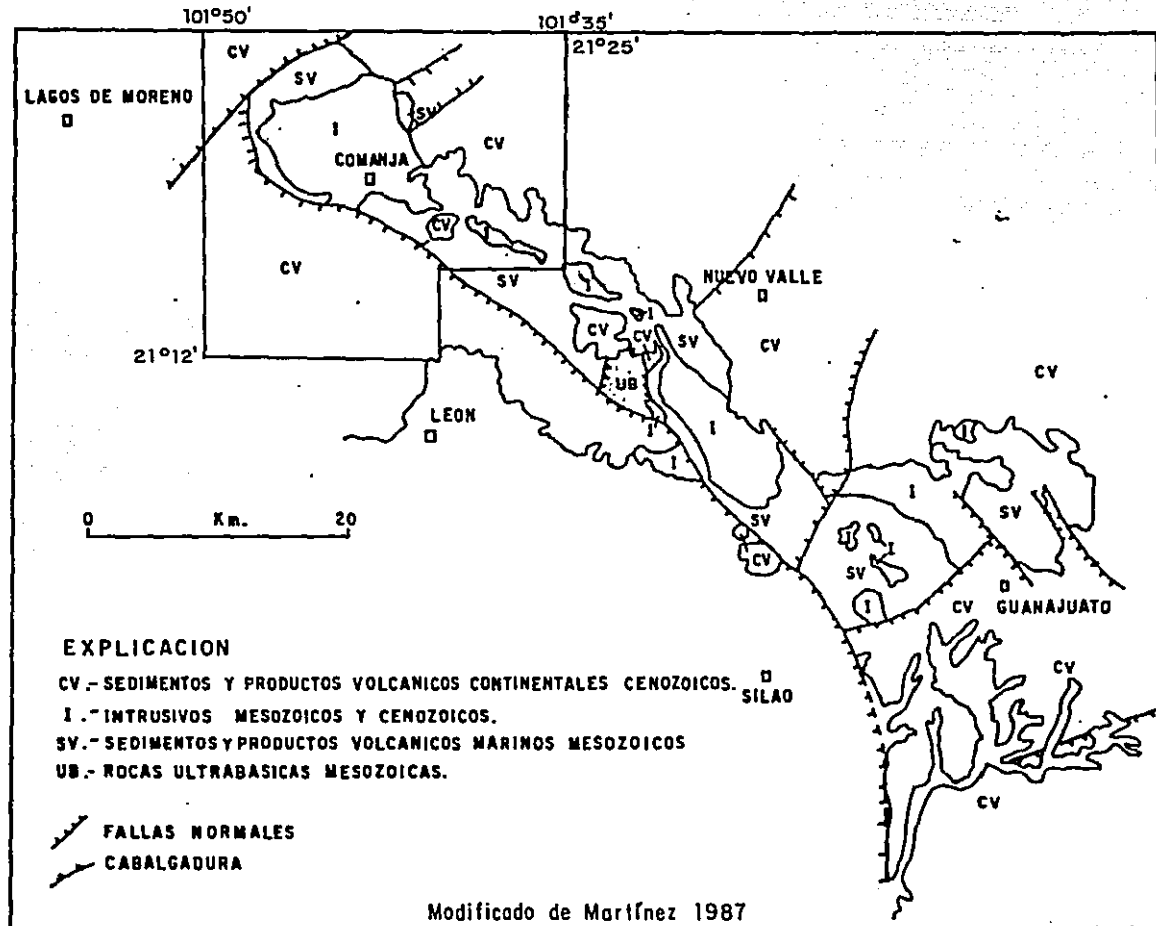 101°50' 101°35'
21°25'
CV
SV
LAGOS DE MORENO
SV
I
CV
COMANJA
CV
I
CV
SV
I
NUEVO VALLE
I
CV
CV
SV
CV
21°12'
UB
CV
LEON
I
I
I
I
I
SV
0 Km. 20
SV
I
I
CV
SV
I
CV GUANAJUATO
EXPLICACION
CV.-SEDIMENTOS Y PRODUCTOS VOLCANICOS CONTINENTALES CENOZOICOS.
CV
SILAO
I.-INTRUSIVOS MESOZOICOS Y CENOZOICOS.
SV.-SEDIMENTOS Y PRODUCTOS VOLCANICOS MARINOS MESOZOICOS
UB.-ROCAS ULTRABASICAS MESOZOICAS.
CV
FALLAS NORMALES
CABALGADURA
Modificado de Martínez 1987